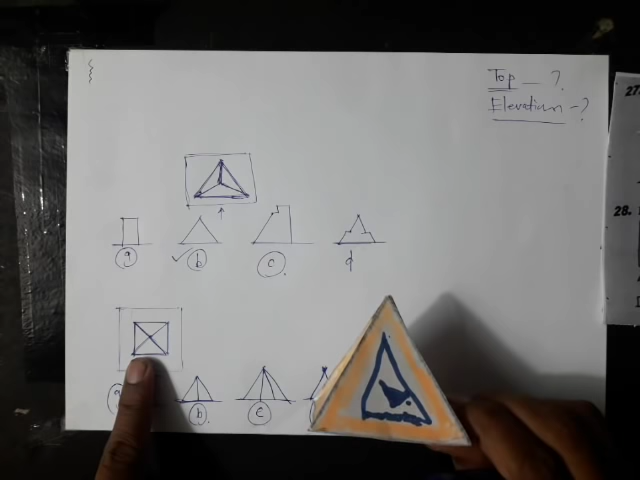 Top — ?
Elevation - ?
27.
28.
a
b
c
d
b.
c